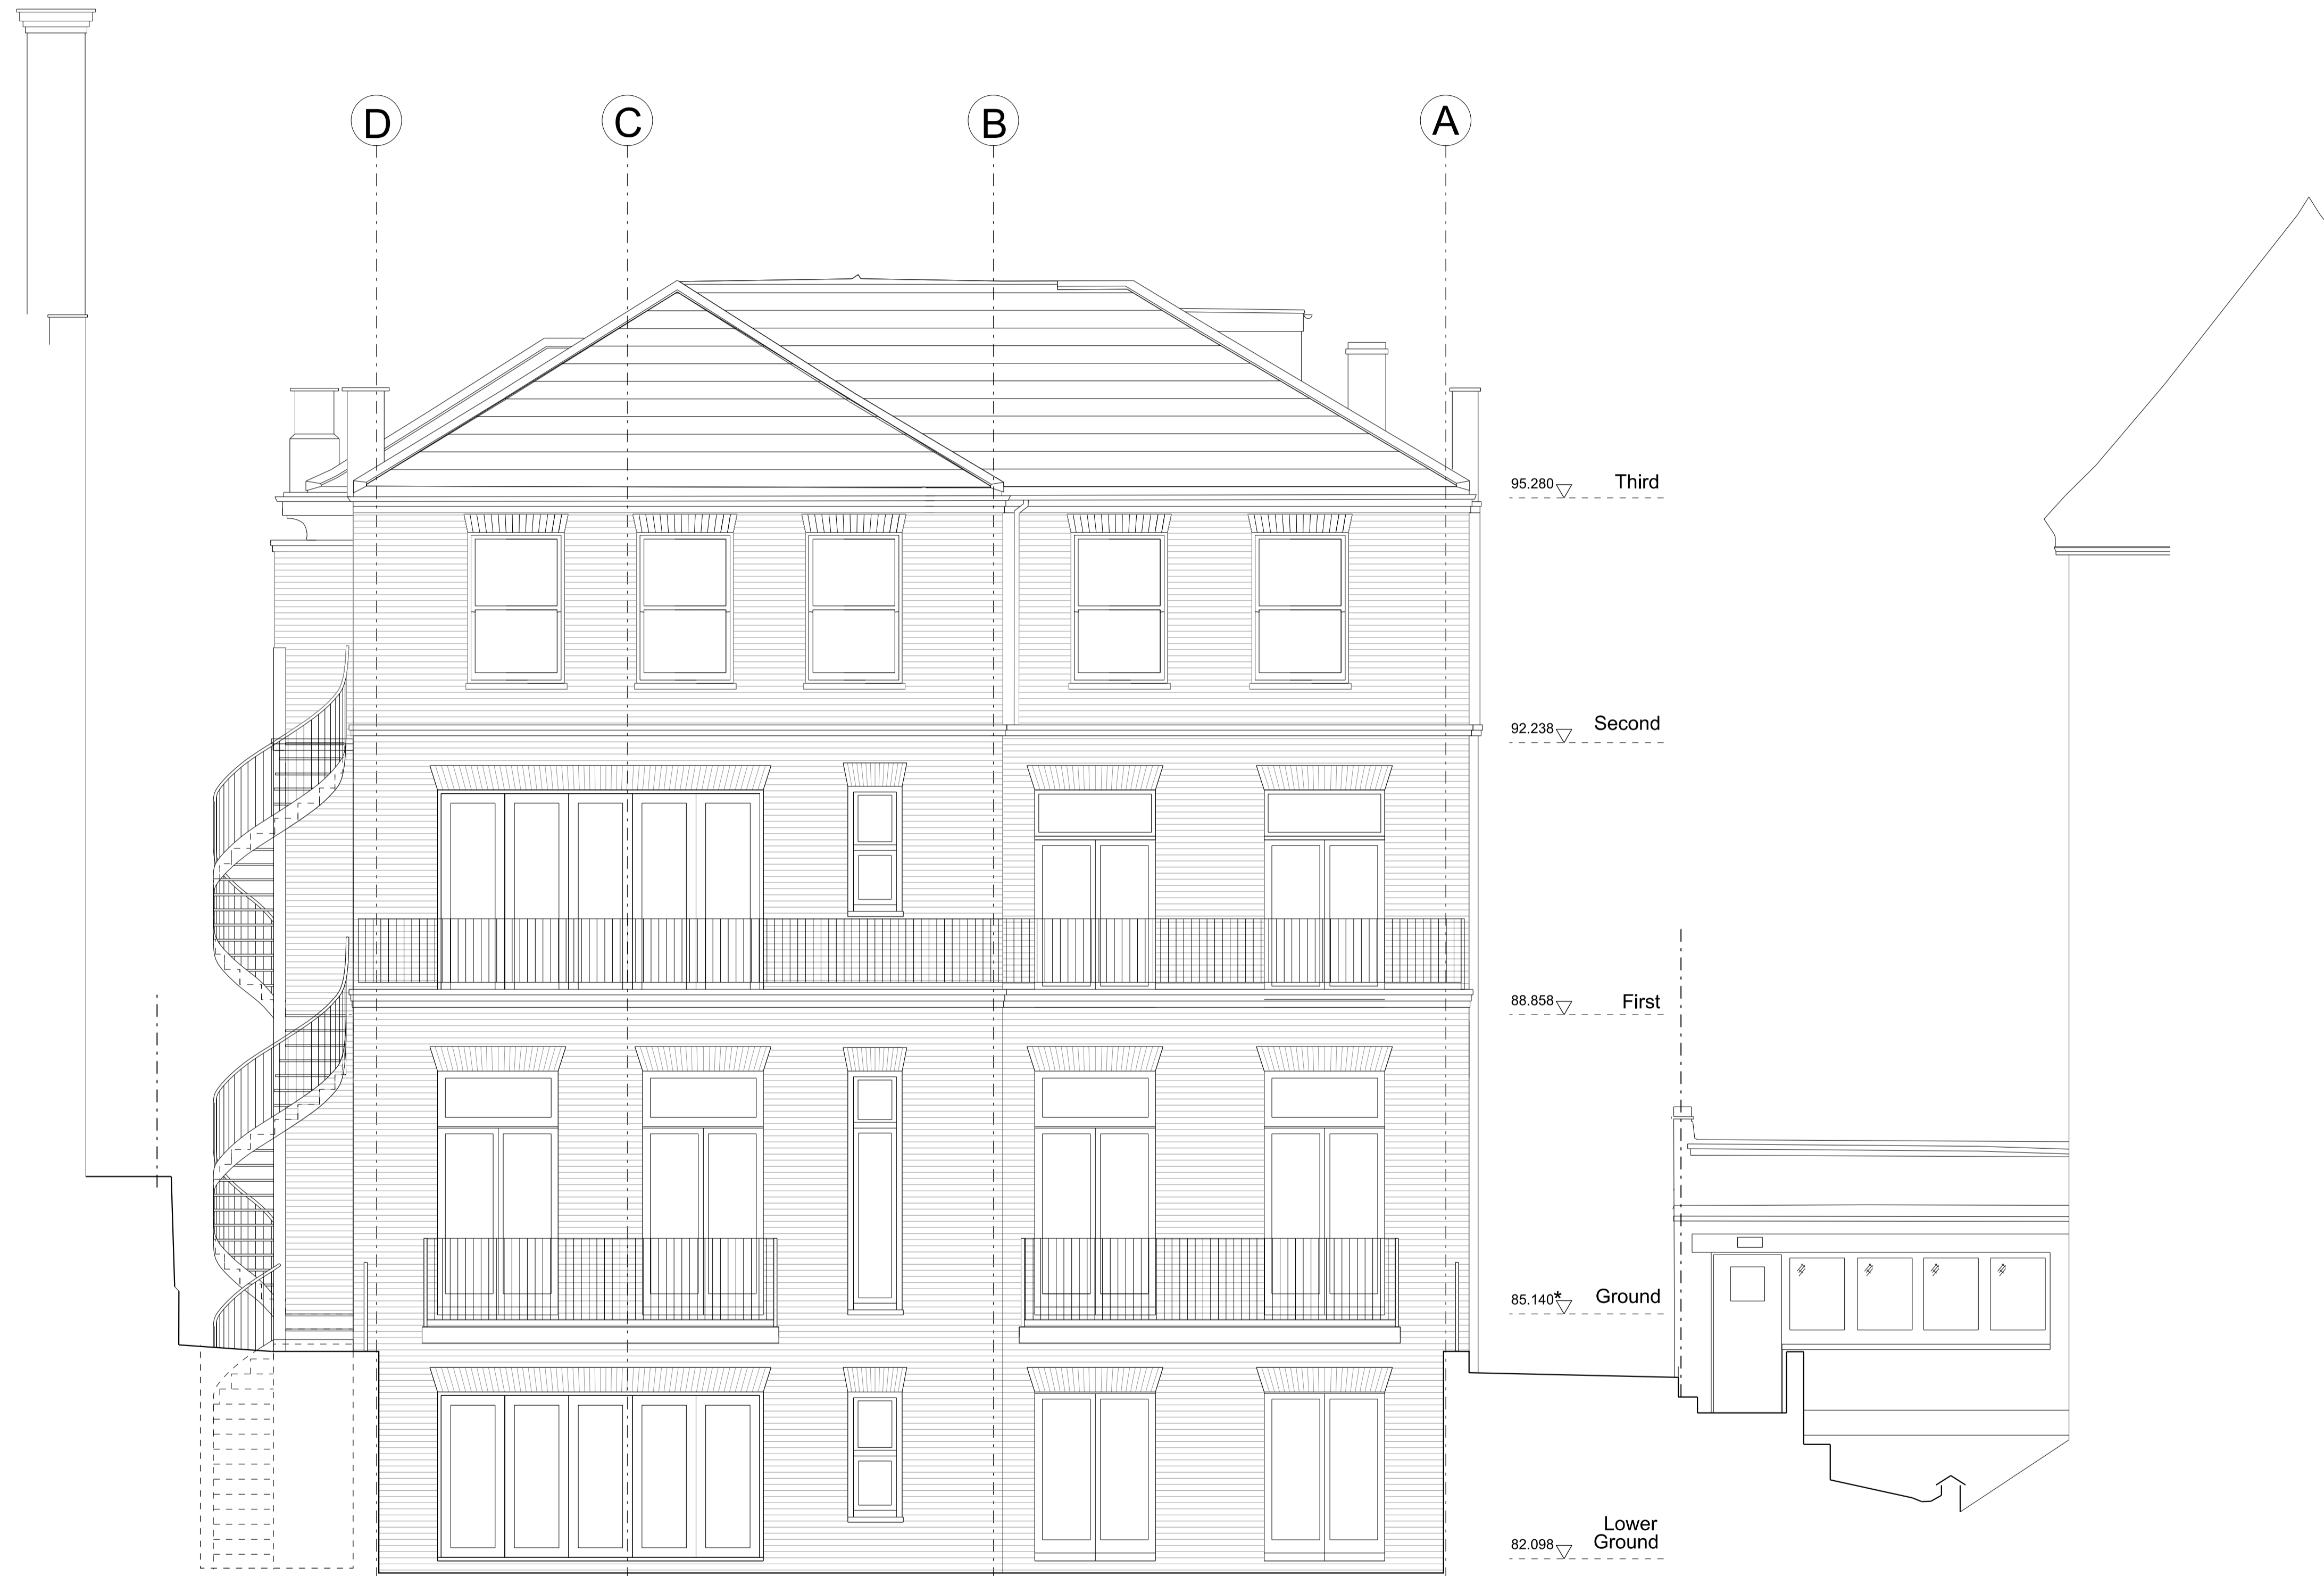 D C B A
95.280 Third
92.238 Second
88.858 First
85.140* Ground
Lower
82.098 Ground